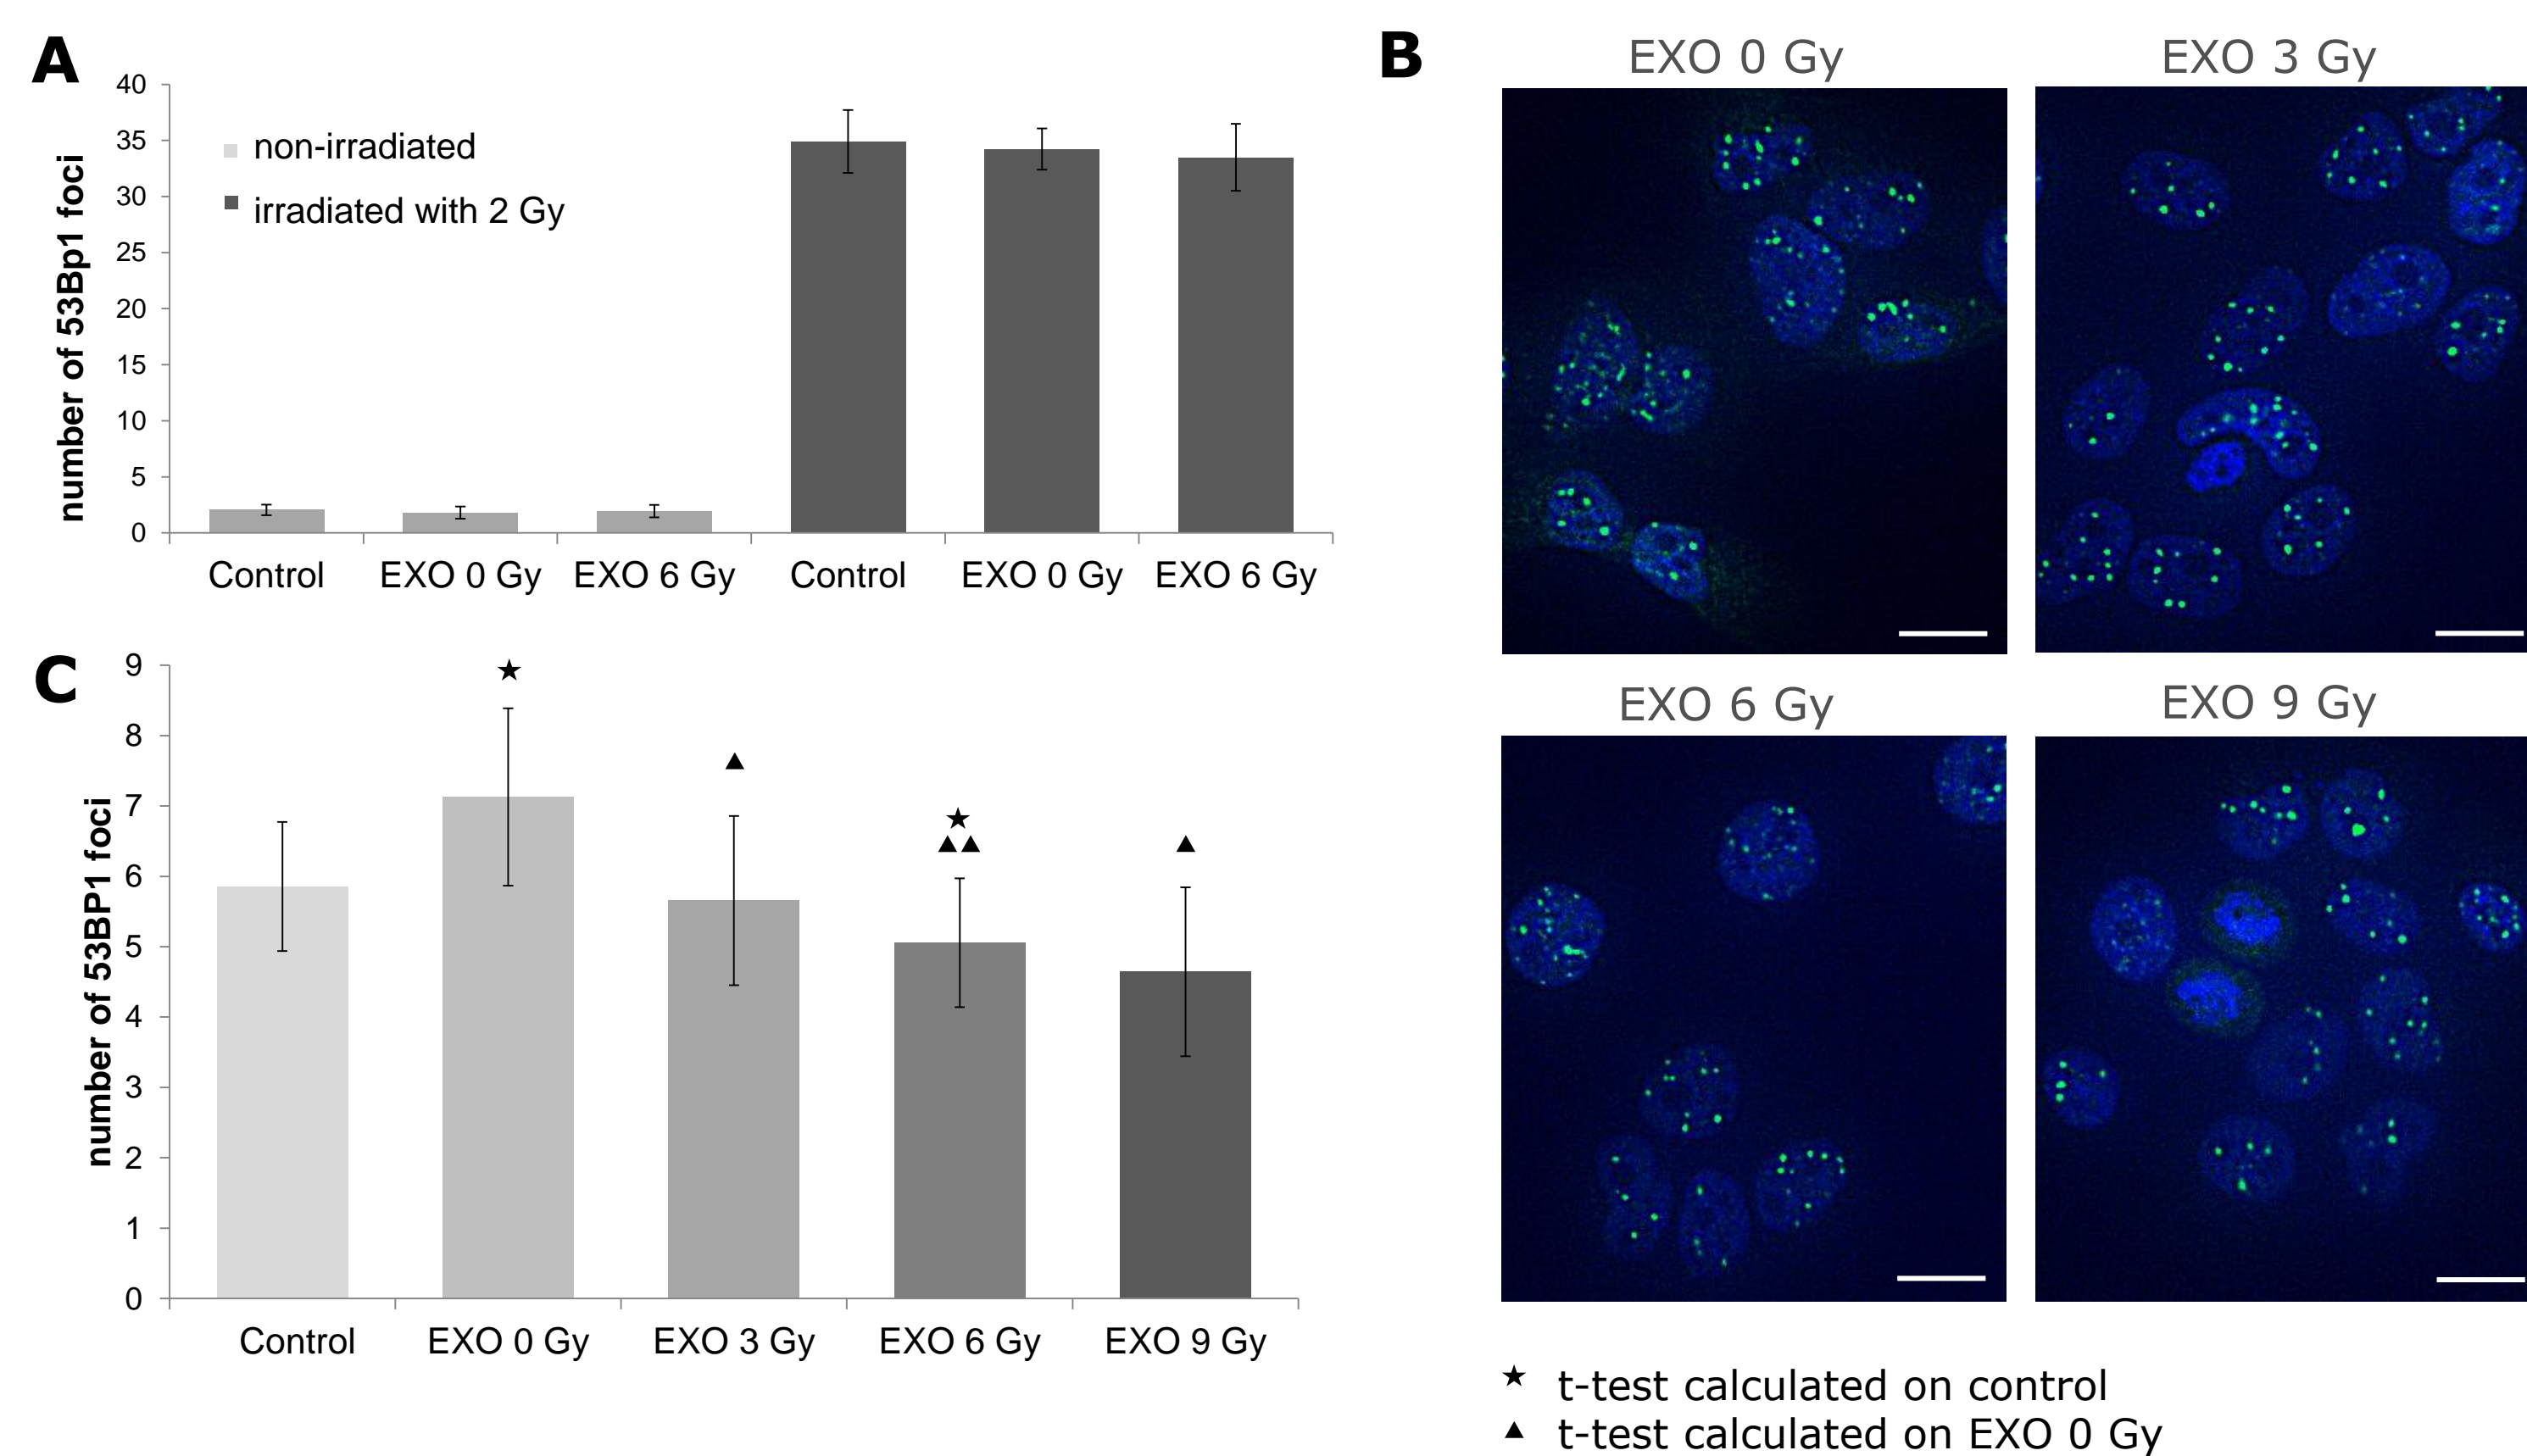 A
40
35
30
25
20
15
10
5
0
number of 53Bp1 foci
non-irradiated
irradiated with 2 Gy
Control
EXO 0 Gy
EXO 6 Gy
Control
EXO 0 Gy
EXO 6 Gy
B
EXO 0 Gy
EXO 3 Gy
EXO 6 Gy
EXO 9 Gy
C
9
8
7
6
5
4
3
2
1
0
number of 53BP1 foci
★
▲
★
▲▲
▲
Control
EXO 0 Gy
EXO 3 Gy
EXO 6 Gy
EXO 9 Gy
★ t-test calculated on control
▲ t-test calculated on EXO 0 Gy